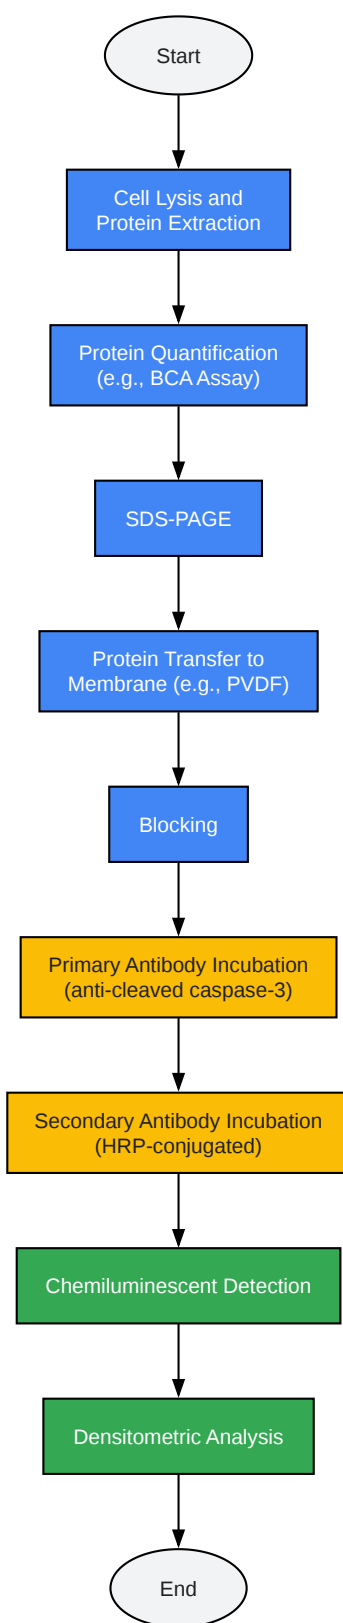 Start
Cell Lysis and
Protein Extraction
Protein Quantification
(e.g., BCA Assay)
SDS-PAGE
Protein Transfer to
Membrane (e.g., PVDF)
Blocking
Primary Antibody Incubation
(anti-cleaved caspase-3)
Secondary Antibody Incubation
(HRP-conjugated)
Chemiluminescent Detection
Densitometric Analysis
End